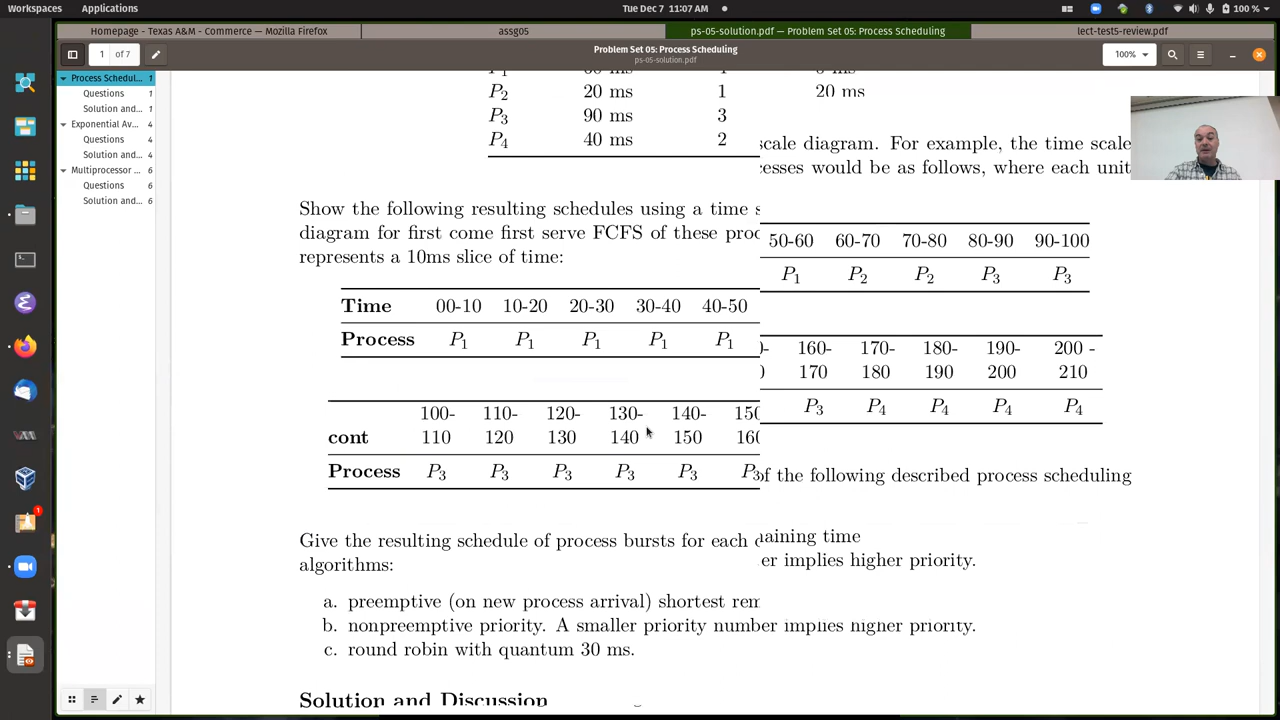 Workspaces Applications Tue Dec 7 11:07 AM 100 %
Homepage - Texas A&M - Commerce — Mozilla Firefox assg05 ps-05-solution.pdf — Problem Set 05: Process Scheduling lect-test5-review.pdf
1 of 7 Problem Set 05: Process Scheduling 100%
ps-05-solution.pdf
Process Schedul... 1
Questions 1
Solution and... 1
Exponential Av... 4
Questions 4
Solution and... 4
Multiprocessor ... 6
Questions 6
Solution and... 6
P2 20 ms 1 20 ms
P3 90 ms 3
P4 40 ms 2
scale diagram. For example, the time scale
cesses would be as follows, where each unit
Show the following resulting schedules using a time s
diagram for first come first serve FCFS of these proc
represents a 10ms slice of time:
50-60 60-70 70-80 80-90 90-100
P1 P2 P2 P3 P3
Time 00-10 10-20 20-30 30-40 40-50
Process P1 P1 P1 P1 P1
160- 170- 180- 190- 200 -
170 180 190 200 210
P3 P4 P4 P4 P4
100- 110- 120- 130- 140- 150
cont 110 120 130 140 150 160
Process P3 P3 P3 P3 P3 P3
of the following described process scheduling
Give the resulting schedule of process bursts for each
algorithms:
aining time
er implies higher priority.
a. preemptive (on new process arrival) shortest rem
b. nonpreemptive priority. A smaller priority number implies higher priority.
c. round robin with quantum 30 ms.
Solution and Discussion